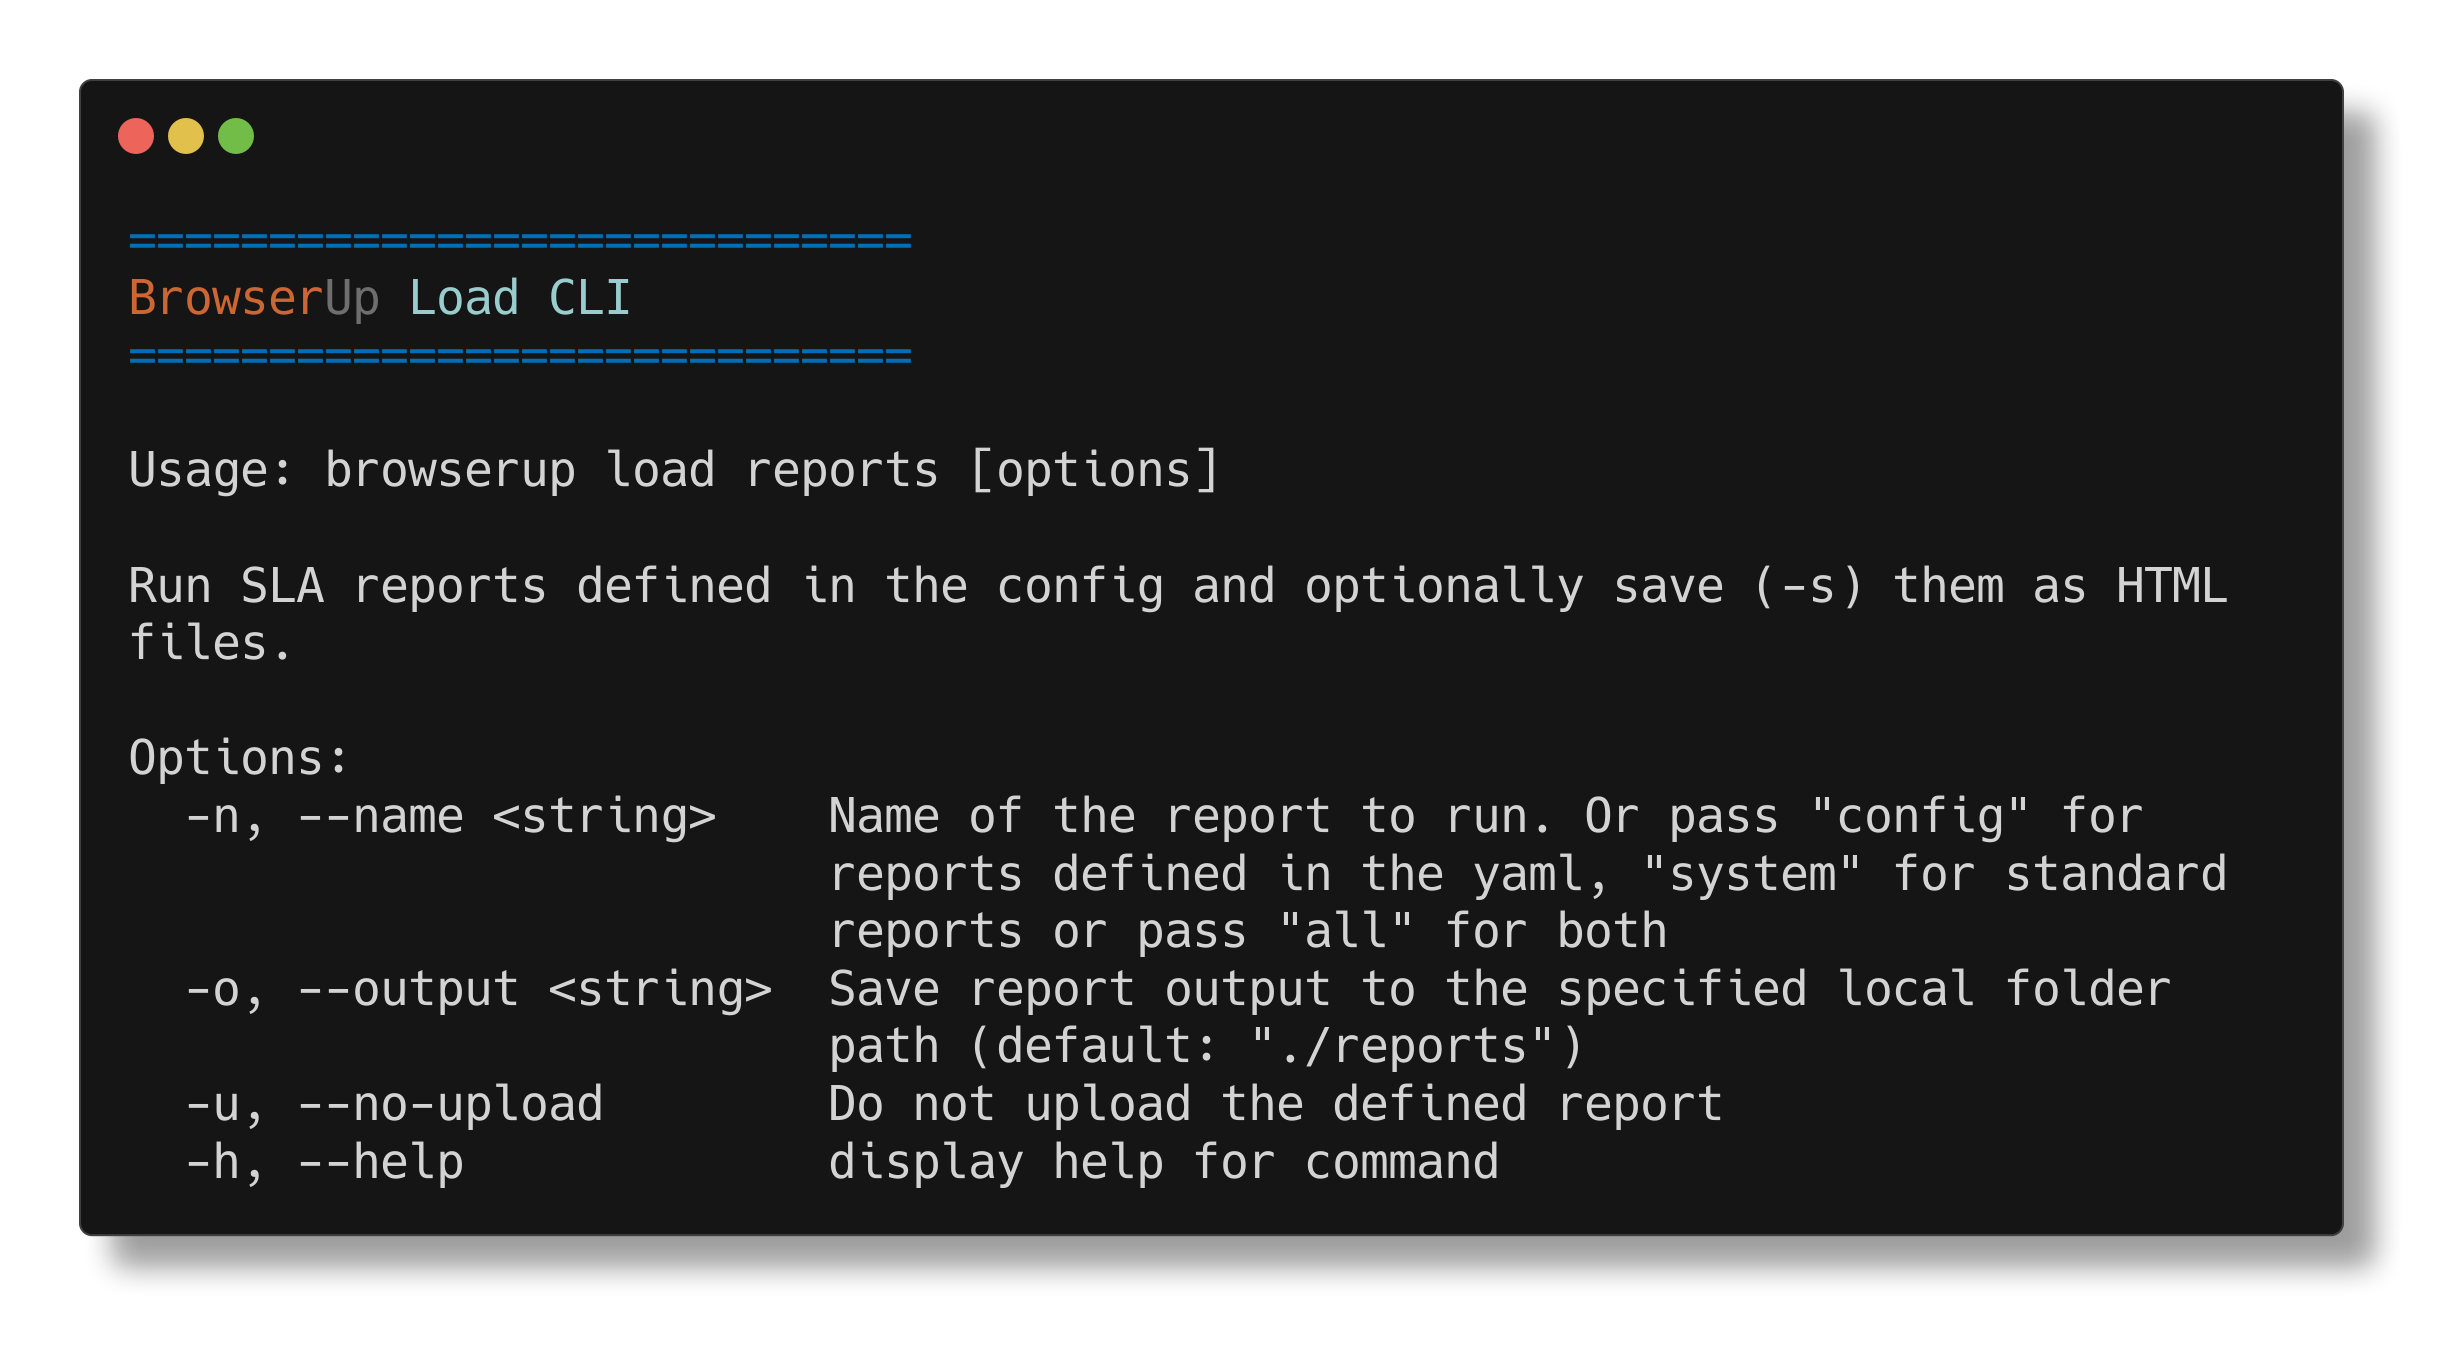 ============================
BrowserUp Load CLI
============================
Usage: browserup load reports [options]
Run SLA reports defined in the config and optionally save (-s) them as HTML
files.
Options:
  -n, --name <string>    Name of the report to run. Or pass "config" for
                         reports defined in the yaml, "system" for standard
                         reports or pass "all" for both
  -o, --output <string>  Save report output to the specified local folder
                         path (default: "./reports")
  -u, --no-upload        Do not upload the defined report
  -h, --help             display help for command